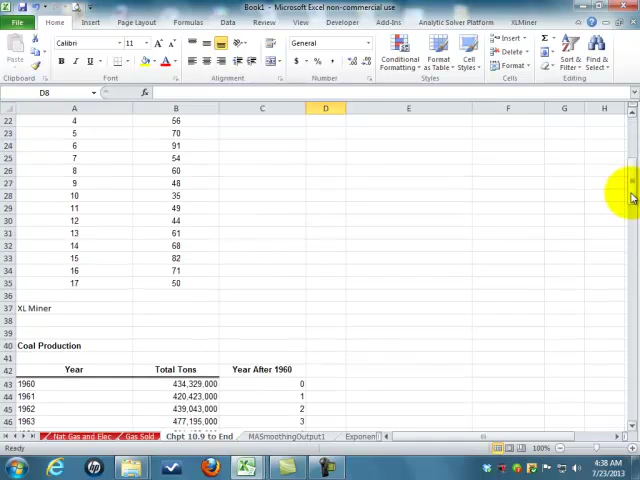 Book1 - Microsoft Excel non-commercial use
File Home Insert Page Layout Formulas Data Review View Developer Add-Ins Analytic Solver Platform XLMiner
Paste Calibri 11 A A General Conditional Formatting Format as Table Cell Styles Insert Delete Format Sort & Filter Find & Select
B I U A $ % ,
Clipboard Font Alignment Number Styles Cells Editing
D8 fx
A B C D E F G H
22 4 56
23 5 70
24 6 91
25 7 54
26 8 60
27 9 48
28 10 35
29 11 49
30 12 44
31 13 61
32 14 68
33 15 82
34 16 71
35 17 50
36
37 XL Miner
38
39
40 Coal Production
41
42 Year Total Tons Year After 1960
43 1960 434,329,000 0
44 1961 420,423,000 1
45 1962 439,043,000 2
46 1963 477,195,000 3
Nat Gas and Elec Gas Sold Chpt 10.9 to End MASmoothingOutput1 Exponen
Ready 100%
4:38 AM
7/23/2013